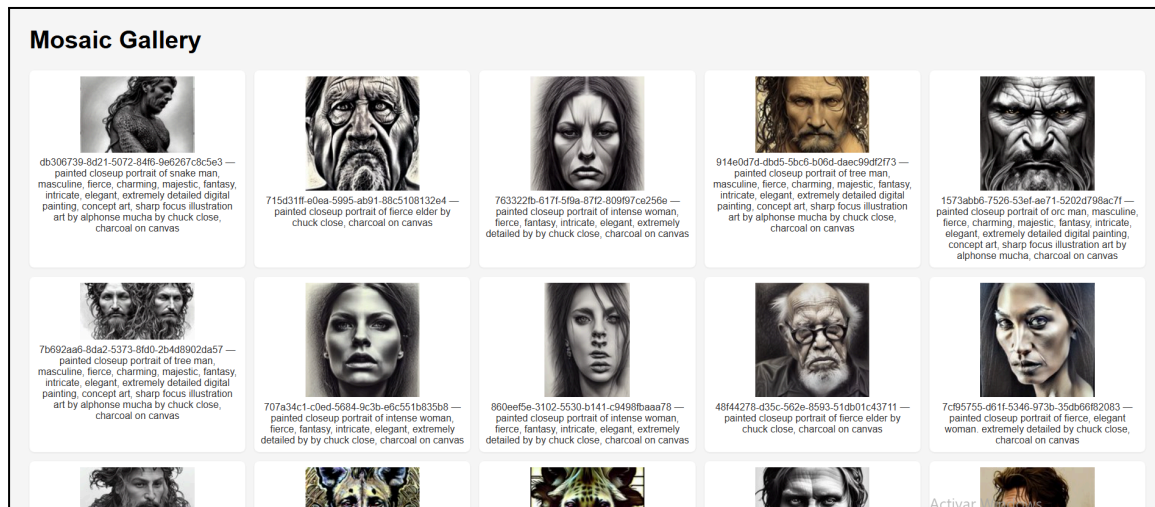 Mosaic Gallery
db306739-8d21-5072-84f6-9e6267c8c5e3 —
painted closeup portrait of snake man,
masculine, fierce, charming, majestic, fantasy,
intricate, elegant, extremely detailed digital
painting, concept art, sharp focus illustration
art by alphonse mucha by chuck close,
charcoal on canvas
715d31ff-e0ea-5995-ab91-88c5108132e4 —
painted closeup portrait of fierce elder by
chuck close, charcoal on canvas
763322fb-617f-5f9a-87f2-809f97ce256e —
painted closeup portrait of intense woman,
fierce, fantasy, intricate, elegant, extremely
detailed by by chuck close, charcoal on canvas
914e0d7d-dbd5-5bc6-b06d-daec99df2f73 —
painted closeup portrait of tree man,
masculine, fierce, charming, majestic, fantasy,
intricate, elegant, extremely detailed digital
painting, concept art, sharp focus illustration
art by alphonse mucha by chuck close,
charcoal on canvas
1573abb6-7526-53ef-ae71-5202d798ac7f —
painted closeup portrait of orc man, masculine,
fierce, charming, majestic, fantasy, intricate,
elegant, extremely detailed digital painting,
concept art, sharp focus illustration art by
alphonse mucha, charcoal on canvas
7b692aa6-8da2-5373-8fd0-2b4d8902da57 —
painted closeup portrait of tree man,
masculine, fierce, charming, majestic, fantasy,
intricate, elegant, extremely detailed digital
painting, concept art, sharp focus illustration
art by alphonse mucha by chuck close,
charcoal on canvas
707a34c1-c0ed-5684-9c3b-e6c551b835b8 —
painted closeup portrait of intense woman,
fierce, fantasy, intricate, elegant, extremely
detailed by by chuck close, charcoal on canvas
860eef5e-3102-5530-b141-c9498fbaaa78 —
painted closeup portrait of intense woman,
fierce, fantasy, intricate, elegant, extremely
detailed by by chuck close, charcoal on canvas
48f44278-d35c-562e-8593-51db01c43711 —
painted closeup portrait of fierce elder by
chuck close, charcoal on canvas
7cf95755-d61f-5346-973b-35db66f82083 —
painted closeup portrait of fierce, elegant
woman. extremely detailed by chuck close,
charcoal on canvas
Activar